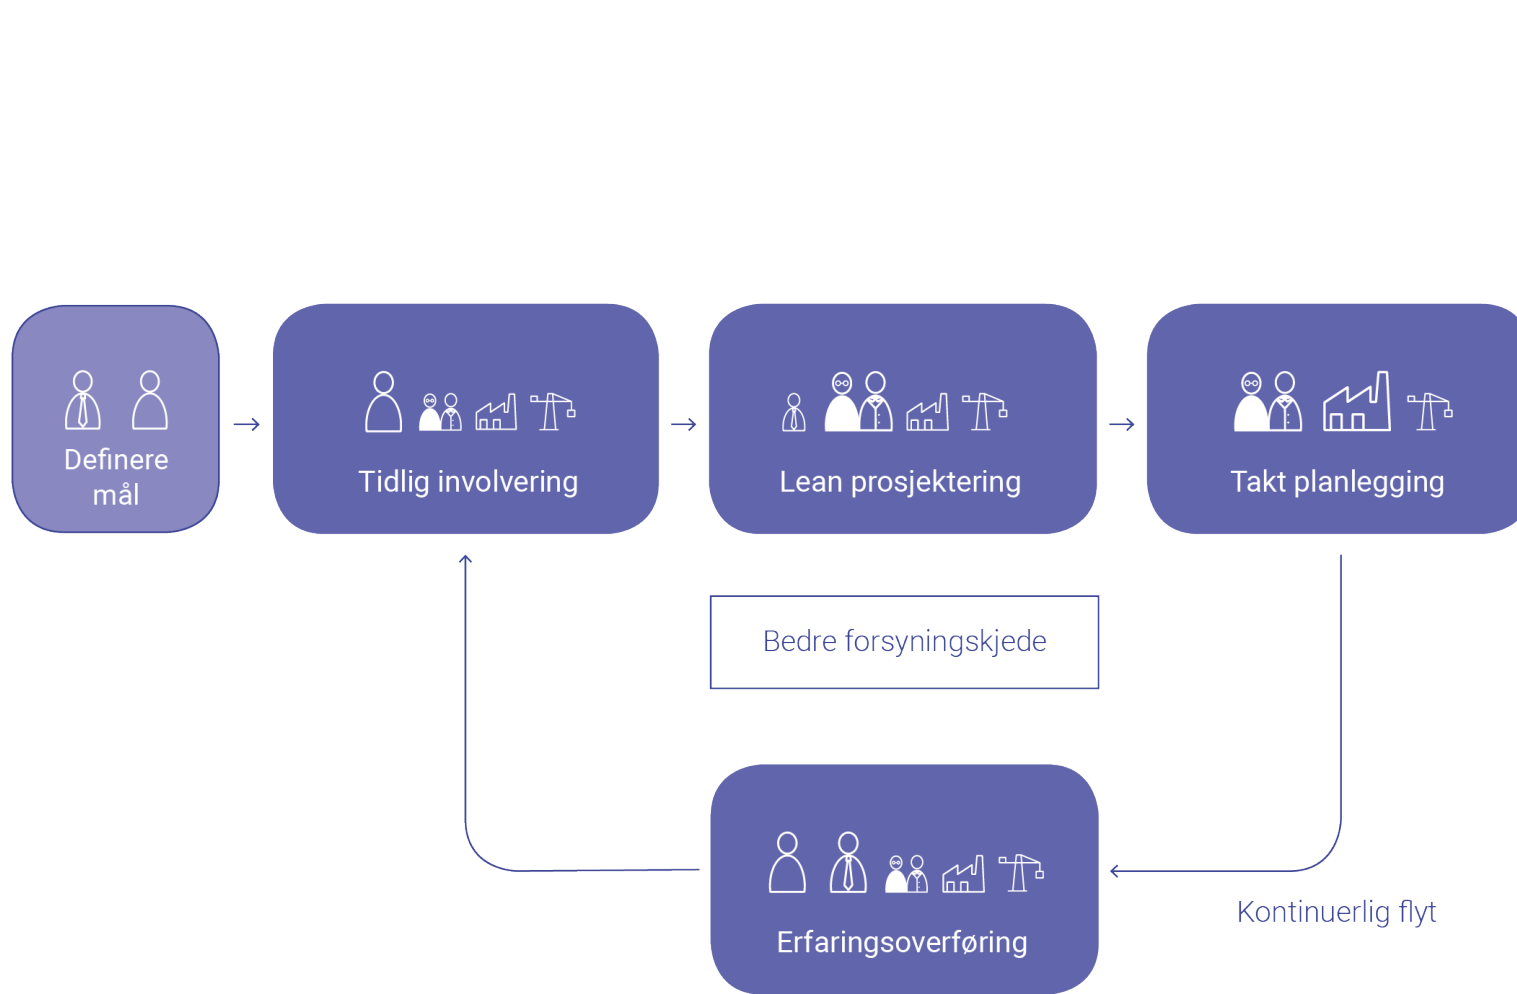 Definere
mål
Tidlig involvering
Lean prosjektering
Takt planlegging
Bedre forsyningskjede
Erfaringsoverføring
Kontinuerlig flyt